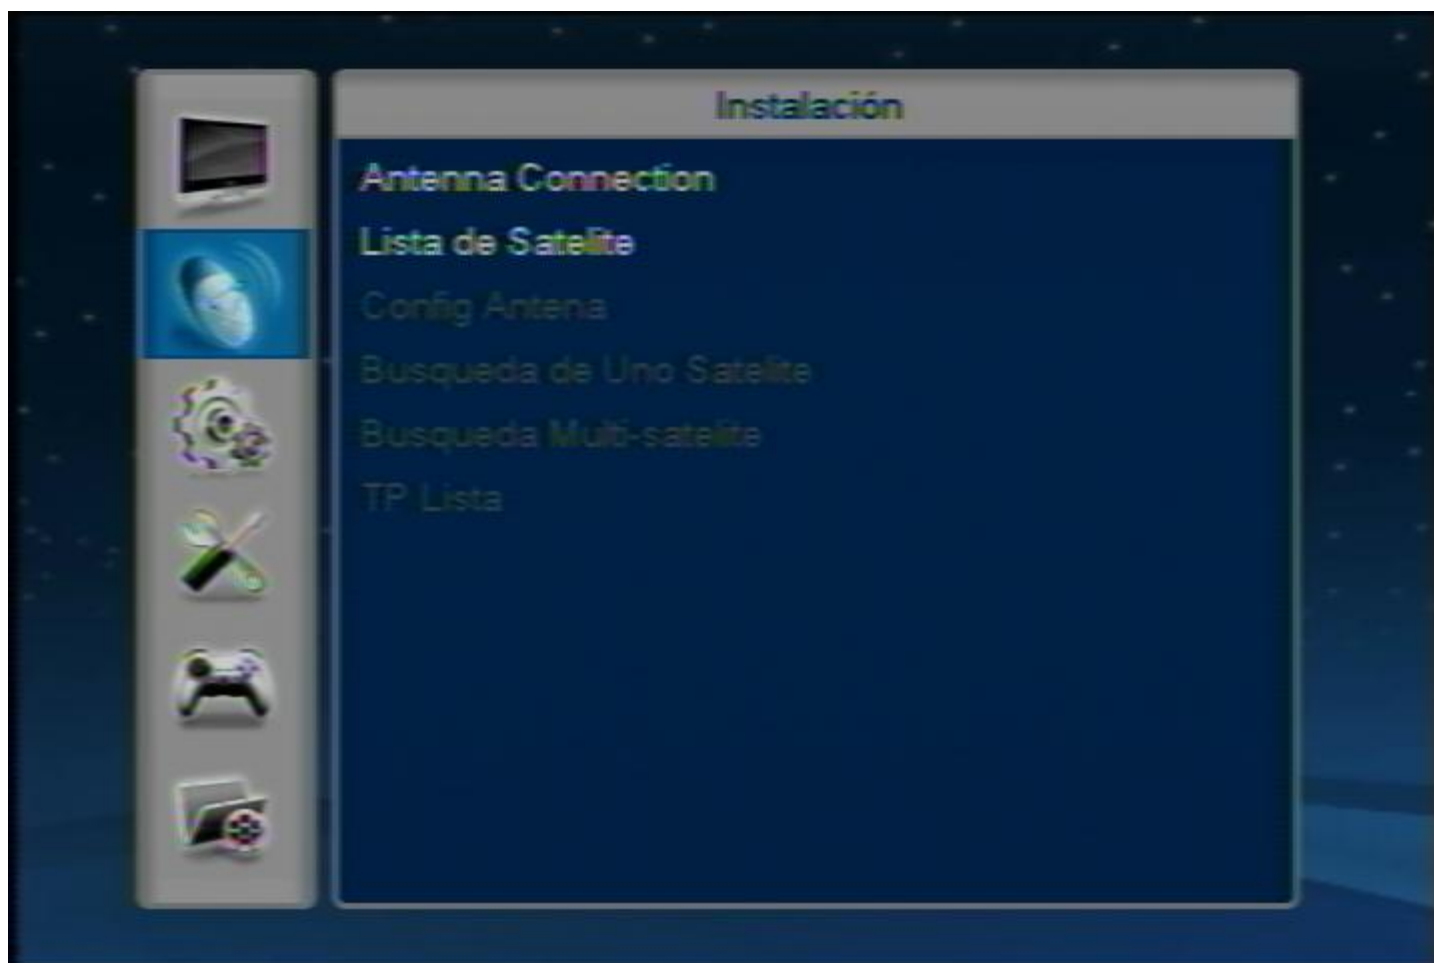 Instalación
Antenna Connection
Lista de Satelite
Config Antena
Busqueda de Uno Satelite
Busqueda Multi-satelite
TP Lista